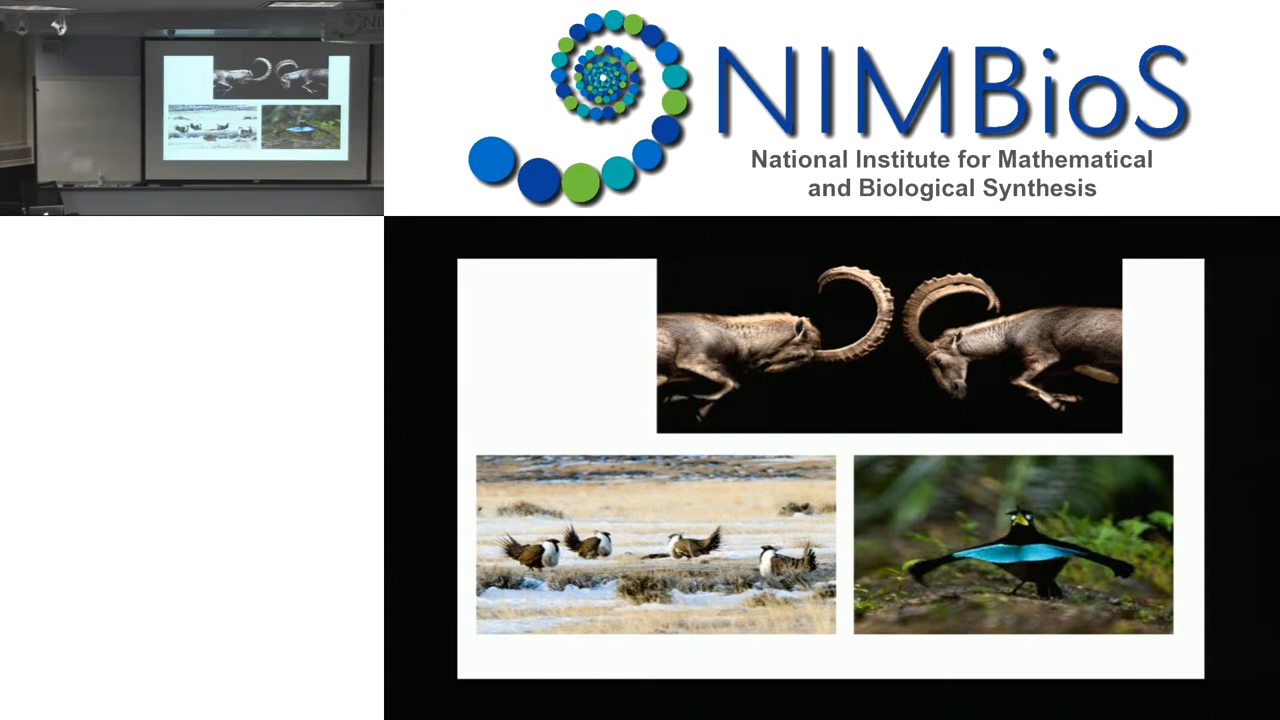 NIMBioS
National Institute for Mathematical
and Biological Synthesis